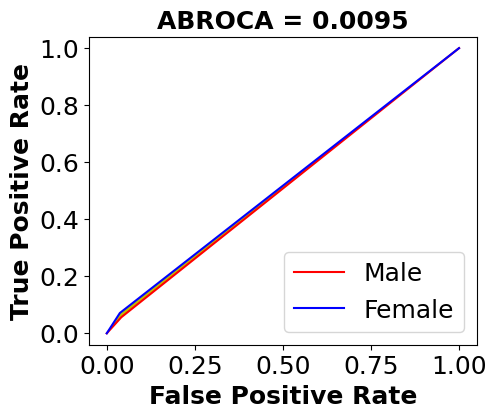 ABROCA = 0.0095
True Positive Rate
1.0
0.8
0.6
0.4
0.2
0.0
Male
Female
0.00 0.25 0.50 0.75 1.00
False Positive Rate